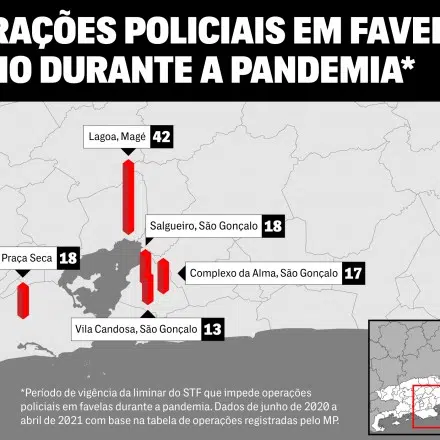 RAÇÕES POLICIAIS EM FAVE
IO DURANTE A PANDEMIA*
Lagoa, Magé 42
Salgueiro, São Gonçalo 18
Praça Seca 18
Complexo da Alma, São Gonçalo 17
Vila Candosa, São Gonçalo 13
*Período de vigência da liminar do STF que impede operações
policiais em favelas durante a pandemia. Dados de junho de 2020 a
abril de 2021 com base na tabela de operações registradas pelo MP.